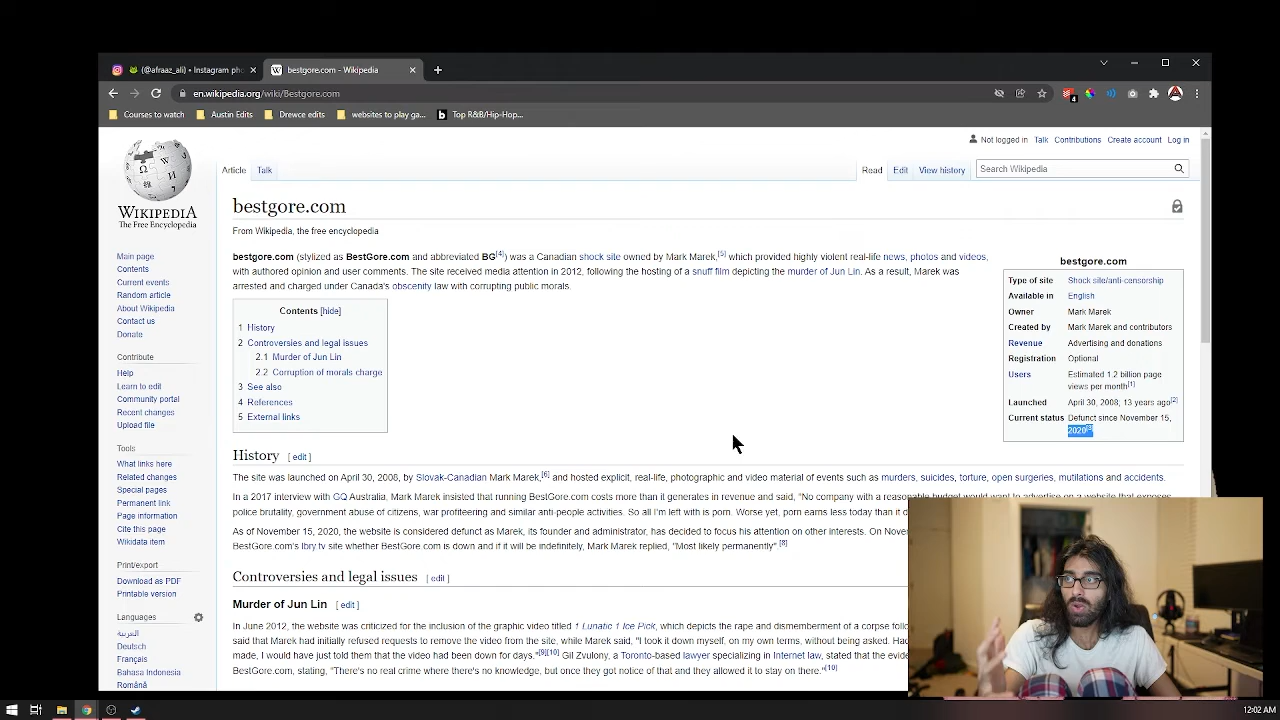 (@afraaz_ali) • Instagram pho
bestgore.com - Wikipedia
en.wikipedia.org/wiki/Bestgore.com
Courses to watch
Austin Edits
Drewce edits
websites to play ga...
Top R&B/Hip-Hop...
Not logged in Talk Contributions Create account Log in
Article Talk
Read Edit View history
Search Wikipedia
WIKIPEDIA
The Free Encyclopedia
Main page
Contents
Current events
Random article
About Wikipedia
Contact us
Donate
Contribute
Help
Learn to edit
Community portal
Recent changes
Upload file
Tools
What links here
Related changes
Special pages
Permanent link
Page information
Cite this page
Wikidata item
Print/export
Download as PDF
Printable version
Languages
العربية
Deutsch
Français
Bahasa Indonesia
Română
bestgore.com
From Wikipedia, the free encyclopedia
bestgore.com (stylized as BestGore.com and abbreviated BG[4]) was a Canadian shock site owned by Mark Marek,[5] which provided highly violent real-life news, photos and videos,
with authored opinion and user comments. The site received media attention in 2012, following the hosting of a snuff film depicting the murder of Jun Lin. As a result, Marek was
arrested and charged under Canada's obscenity law with corrupting public morals.
Contents [hide]
1 History
2 Controversies and legal issues
2.1 Murder of Jun Lin
2.2 Corruption of morals charge
3 See also
4 References
5 External links
bestgore.com
Type of site Shock site/anti-censorship
Available in English
Owner Mark Marek
Created by Mark Marek and contributors
Revenue Advertising and donations
Registration Optional
Users Estimated 1.2 billion page
views per month[1]
Launched April 30, 2008; 13 years ago[2]
Current status Defunct since November 15,
2020[3]
History [edit]
The site was launched on April 30, 2008, by Slovak-Canadian Mark Marek,[6] and hosted explicit, real-life, photographic and video material of events such as murders, suicides, torture, open surgeries, mutilations and accidents.
In a 2017 interview with GQ Australia, Mark Marek insisted that running BestGore.com costs more than it generates in revenue and said, "No company with a reasonable budget would want to advertise on a website that exposes
police brutality, government abuse of citizens, war profiteering and similar anti-people activities. So all I'm left with is porn. Worse yet, porn earns less today than it d
As of November 15, 2020, the website is considered defunct as Marek, its founder and administrator, has decided to focus his attention on other interests. On Nov
BestGore.com's lbry.tv site whether BestGore.com is down and if it will be indefinitely, Mark Marek replied, "Most likely permanently" [8]
Controversies and legal issues [edit]
Murder of Jun Lin [edit]
In June 2012, the website was criticized for the inclusion of the graphic video titled 1 Lunatic 1 Ice Pick, which depicts the rape and dismemberment of a corpse foll
said that Marek had initially refused requests to remove the video from the site, while Marek said, "I took it down myself, on my own terms, without being asked. Had
made, I would have just told them that the video had been down for days."[9][10] Gil Zvulony, a Toronto-based lawyer specializing in Internet law, stated that the evide
BestGore.com, stating, "There's no real crime where there's no knowledge, but once they got notice of that and they allowed it to stay on there."[10]
12:02 AM